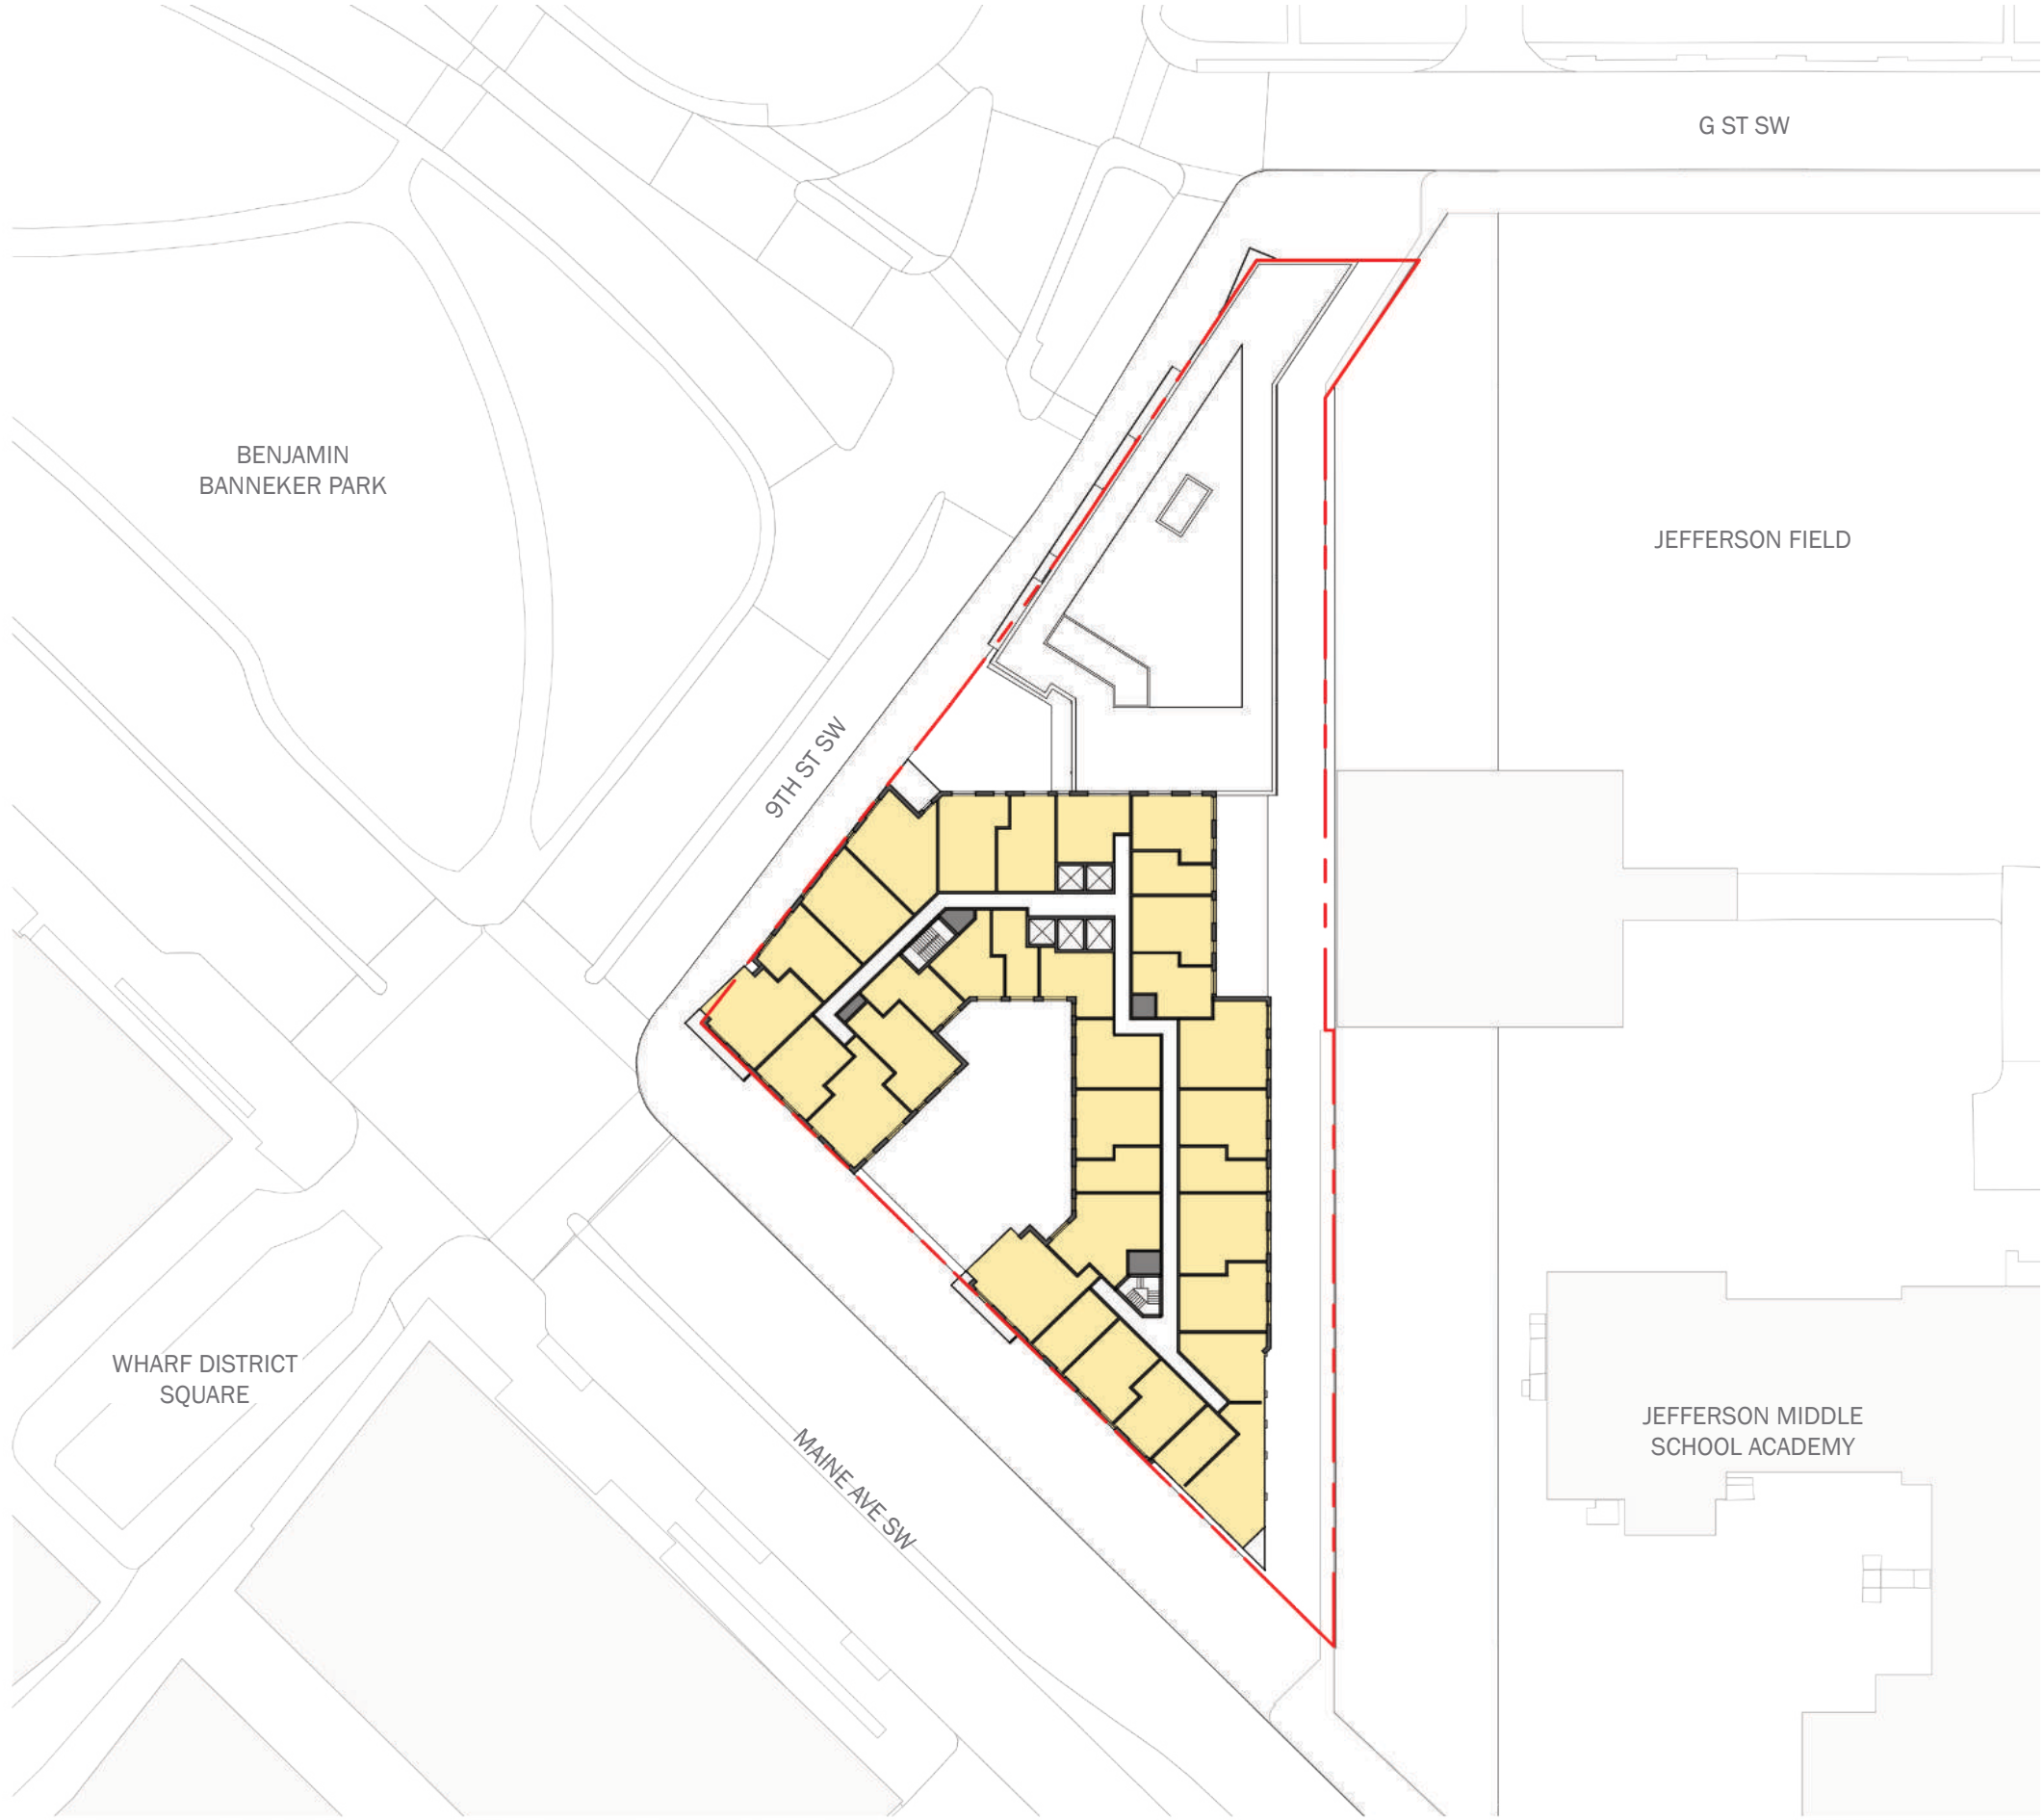 G ST SW
BENJAMIN
BANNEKER PARK
JEFFERSON FIELD
9TH ST SW
WHARF DISTRICT
SQUARE
MAINE AVE SW
JEFFERSON MIDDLE
SCHOOL ACADEMY